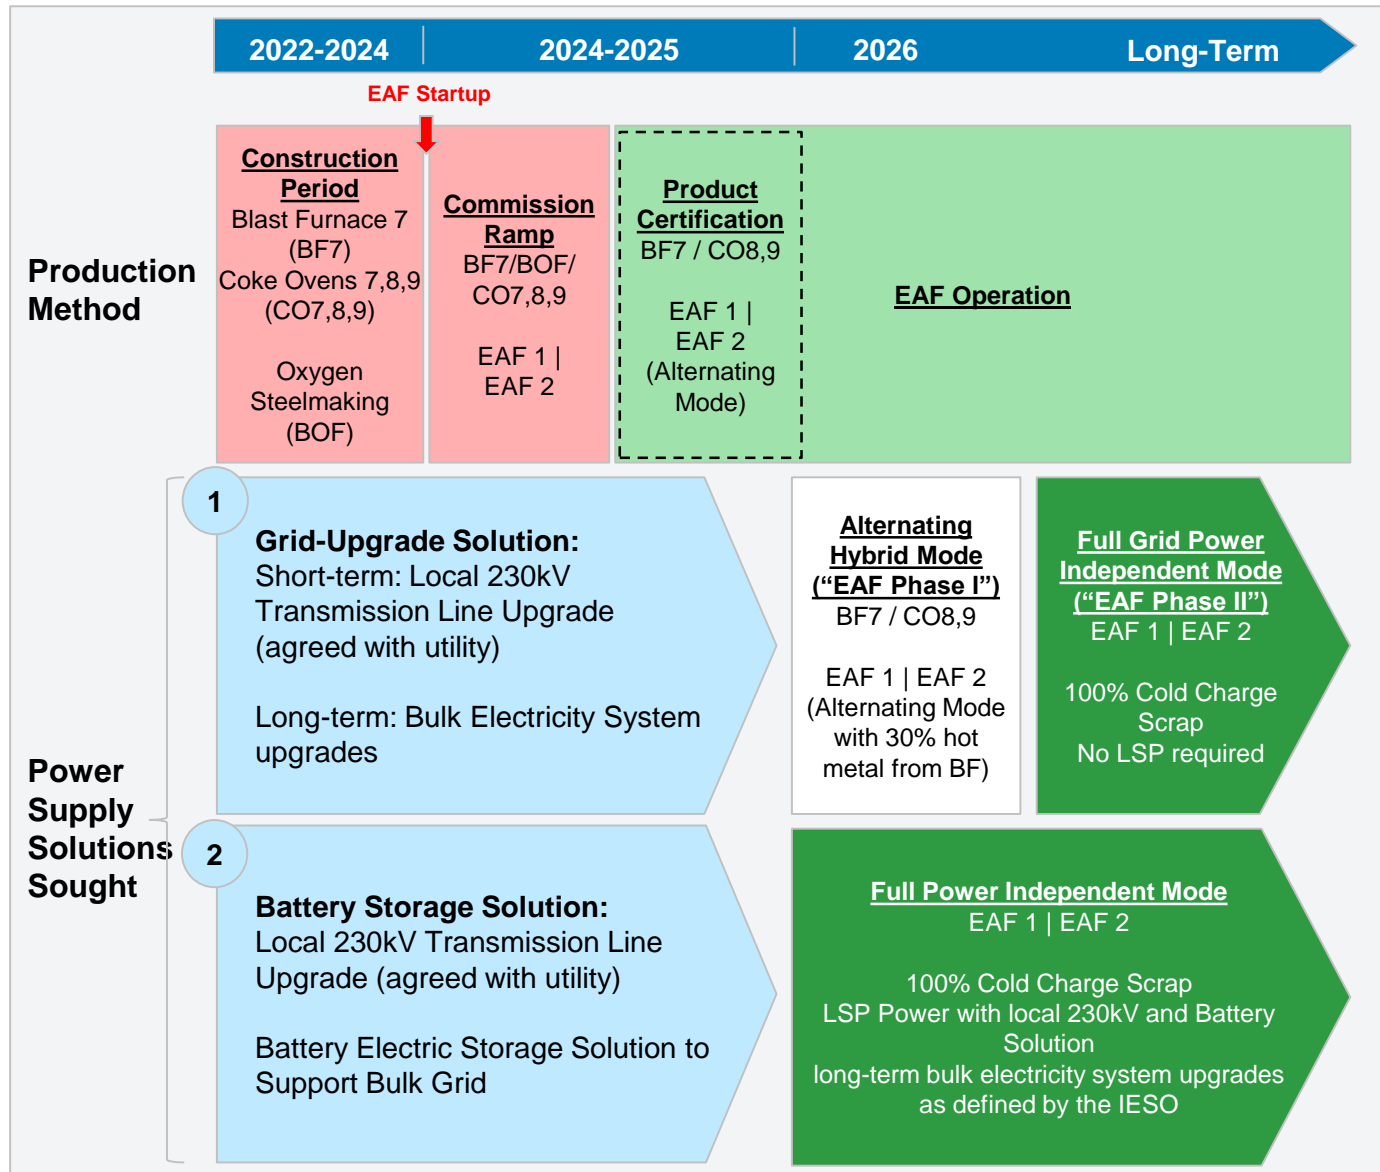 2022-2024
2024-2025
2026
Long-Term
EAF Startup
Production
Method
Construction
Period
Blast Furnace 7
(BF7)
Coke Ovens 7,8,9
(CO7,8,9)
Oxygen
Steelmaking
(BOF)
Commission
Ramp
BF7/BOF/
CO7,8,9
EAF 1 |
EAF 2
Product
Certification
BF7 / CO8,9
EAF 1 |
EAF 2
(Alternating
Mode)
EAF Operation
Power
Supply
Solutions
Sought
1
Grid-Upgrade Solution:
Short-term: Local 230kV
Transmission Line Upgrade
(agreed with utility)
Long-term: Bulk Electricity System
upgrades
Alternating
Hybrid Mode
(“EAF Phase I”)
BF7 / CO8,9
EAF 1 | EAF 2
(Alternating Mode
with 30% hot
metal from BF)
Full Grid Power
Independent Mode
(“EAF Phase II”)
EAF 1 | EAF 2
100% Cold Charge
Scrap
No LSP required
2
Battery Storage Solution:
Local 230kV Transmission Line
Upgrade (agreed with utility)
Battery Electric Storage Solution to
Support Bulk Grid
Full Power Independent Mode
EAF 1 | EAF 2
100% Cold Charge Scrap
LSP Power with local 230kV and Battery
Solution
long-term bulk electricity system upgrades
as defined by the IESO